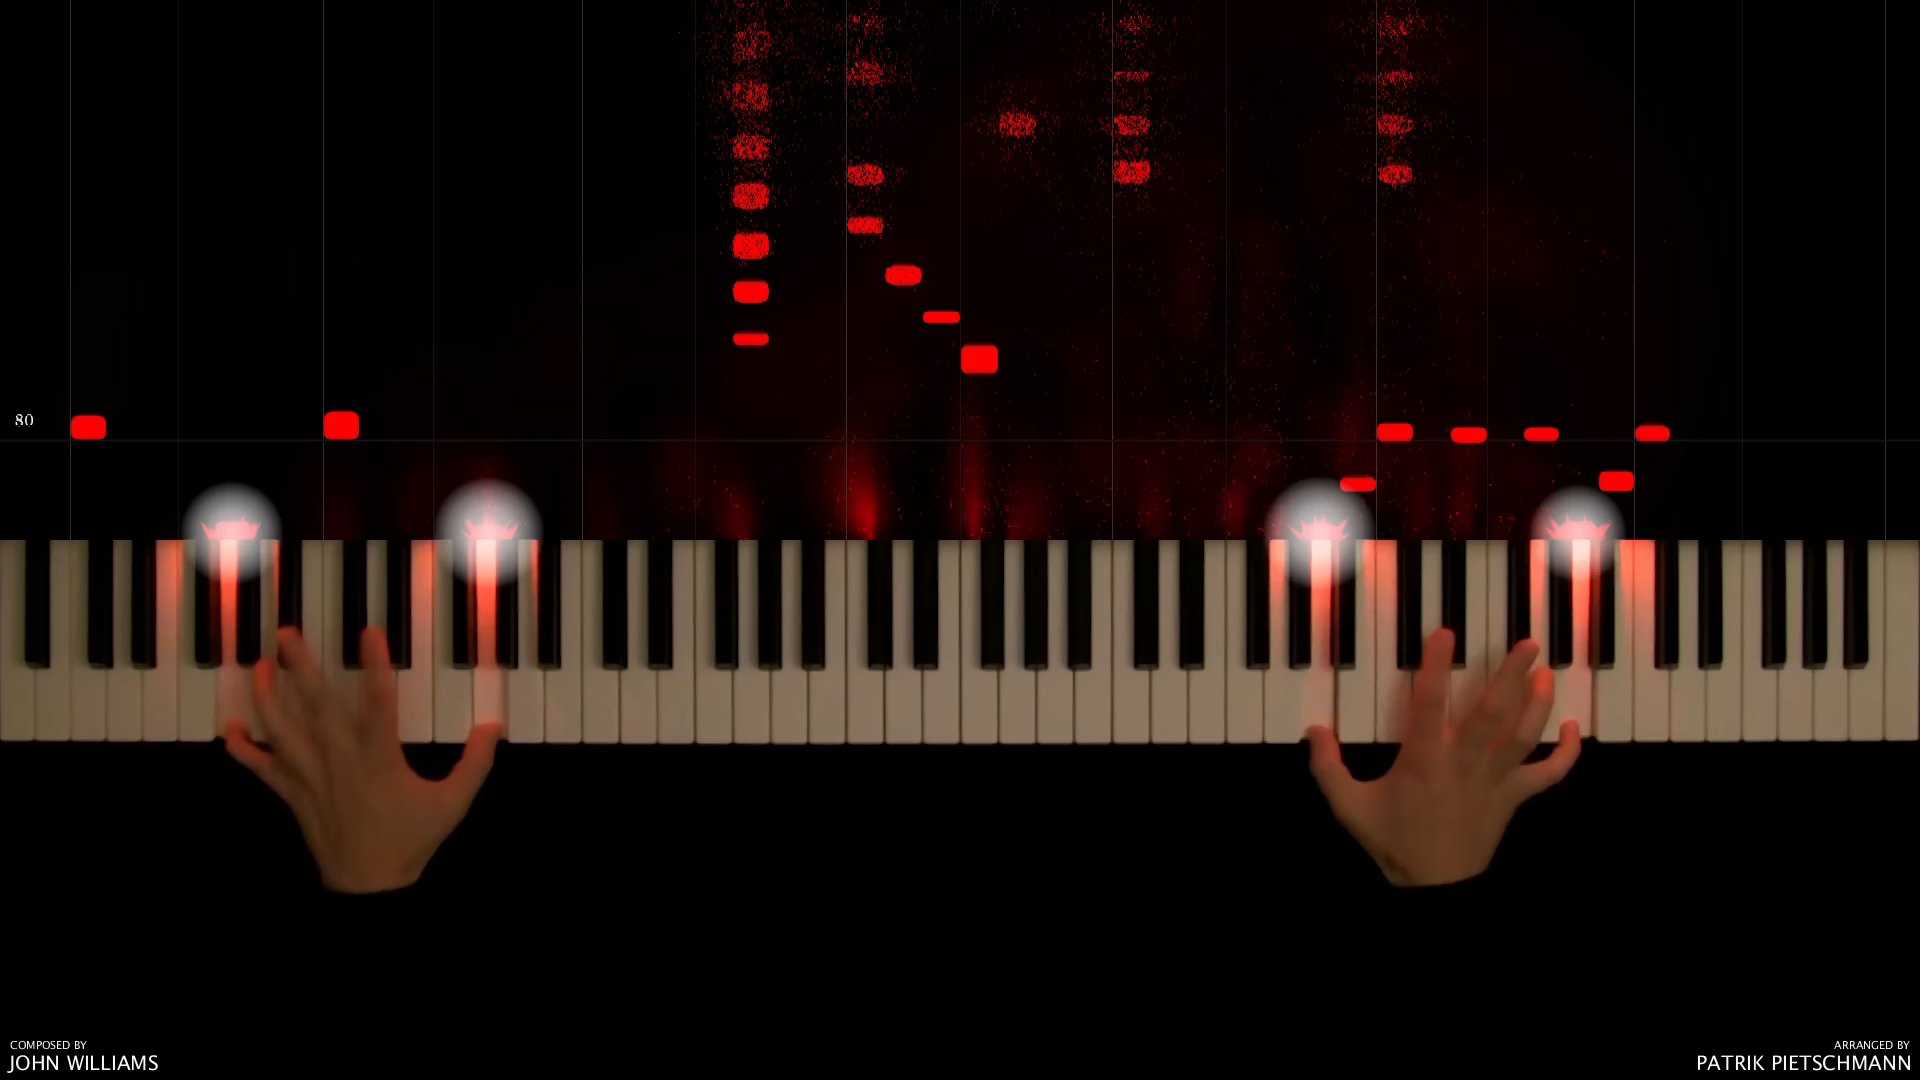 80
COMPOSED BY
JOHN WILLIAMS
ARRANGED BY
PATRIK PIETSCHMANN